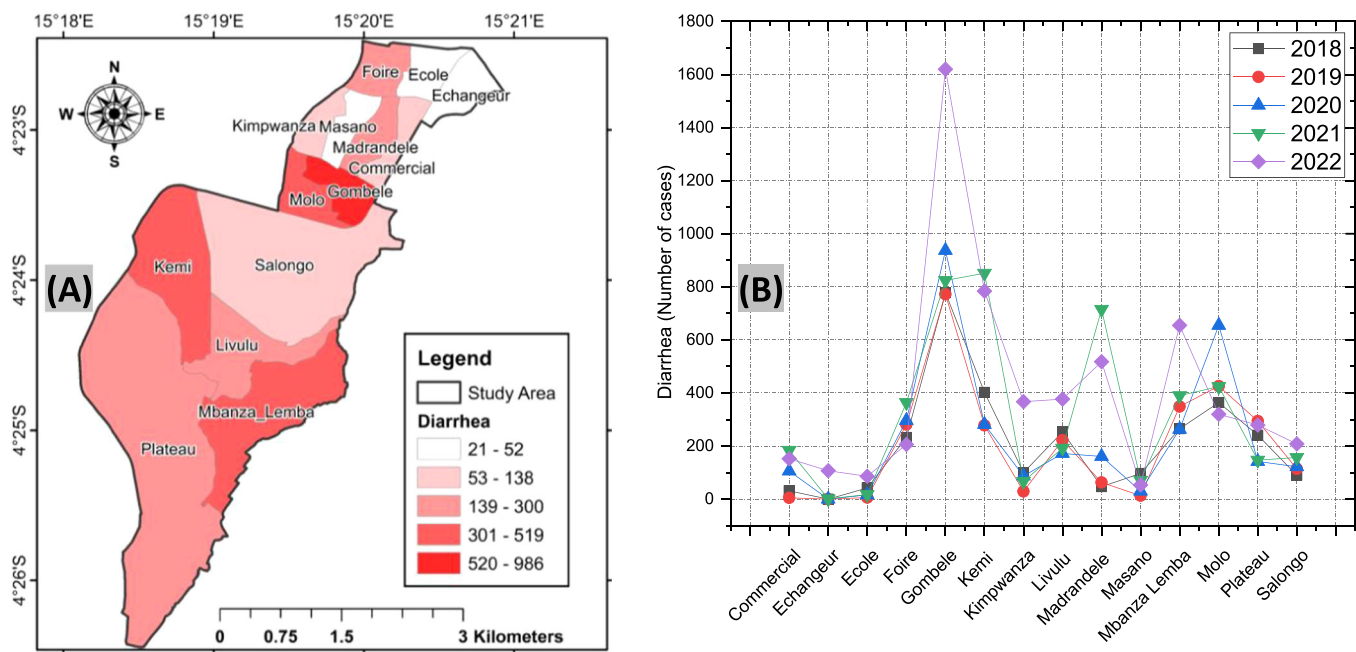 15°18'E 15°19'E 15°20'E 15°21'E
4°23'S
4°24'S
4°25'S
4°26'S
N
W E
S
Foire
Ecole
Echangeur
Kimpwanza
Masano
Madrandele
Commercial
Gombele
Molo
Kemi
Salongo
Livulu
Mbanza_Lemba
Plateau
(A)
Legend
Study Area
Diarrhea
21 - 52
53 - 138
139 - 300
301 - 519
520 - 986
0 0.75 1.5 3 Kilometers
Diarrhea (Number of cases)
1800
1600
1400
1200
1800
1000
800
600
400
200
0
(B)
2018
2019
2020
2021
2022
Commercial
Echangeur
Ecole
Foire
Gombele
Kemi
Kimpwanza
Livulu
Madrandele
Masano
Mbanza Lemba
Molo
Plateau
Salongo